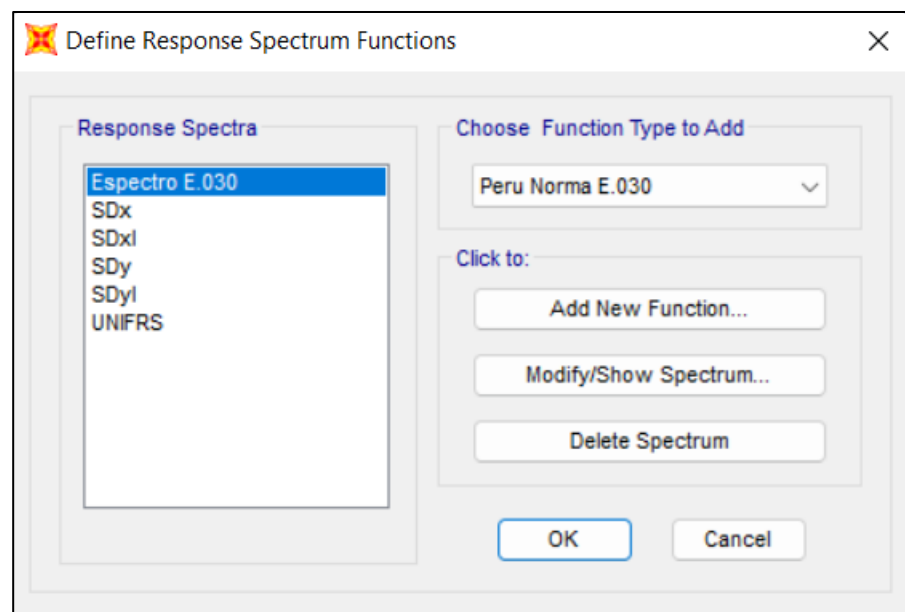 Define Response Spectrum Functions
Response Spectra
Espectro E.030
SDx
SDxI
SDy
SDyI
UNIFRS
Choose Function Type to Add
Peru Norma E.030
Click to:
Add New Function...
Modify/Show Spectrum...
Delete Spectrum
OK
Cancel